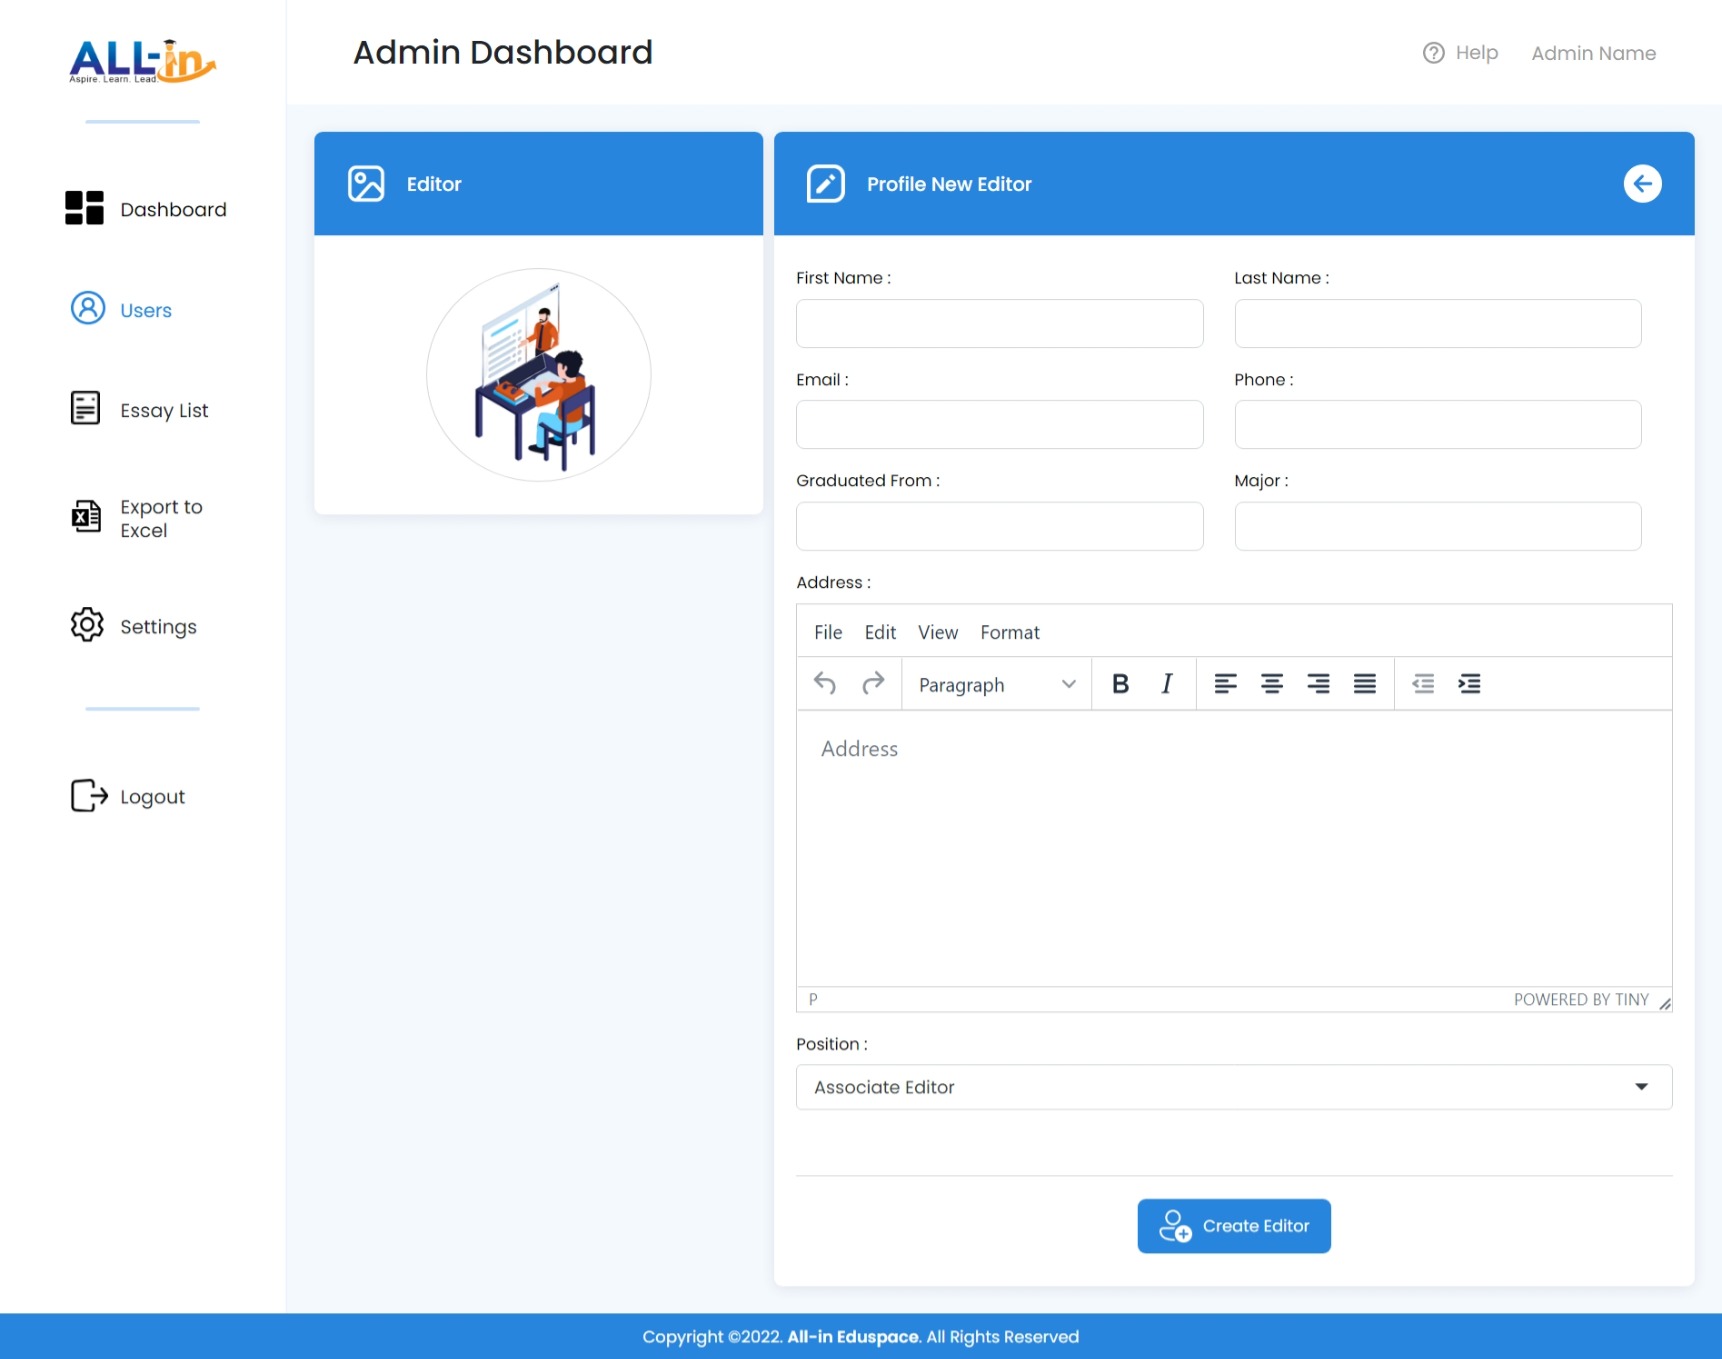 ALL-in
Aspire. Learn. Lead.
Admin Dashboard
Help
Admin Name
Dashboard
Users
Essay List
Export to
Excel
Settings
Logout
Editor
Profile New Editor
First Name :
Last Name :
Email :
Phone :
Graduated From :
Major :
Address :
File Edit View Format
Paragraph B I
Address
P
POWERED BY TINY
Position :
Associate Editor
Create Editor
Copyright ©2022. All-in Eduspace. All Rights Reserved